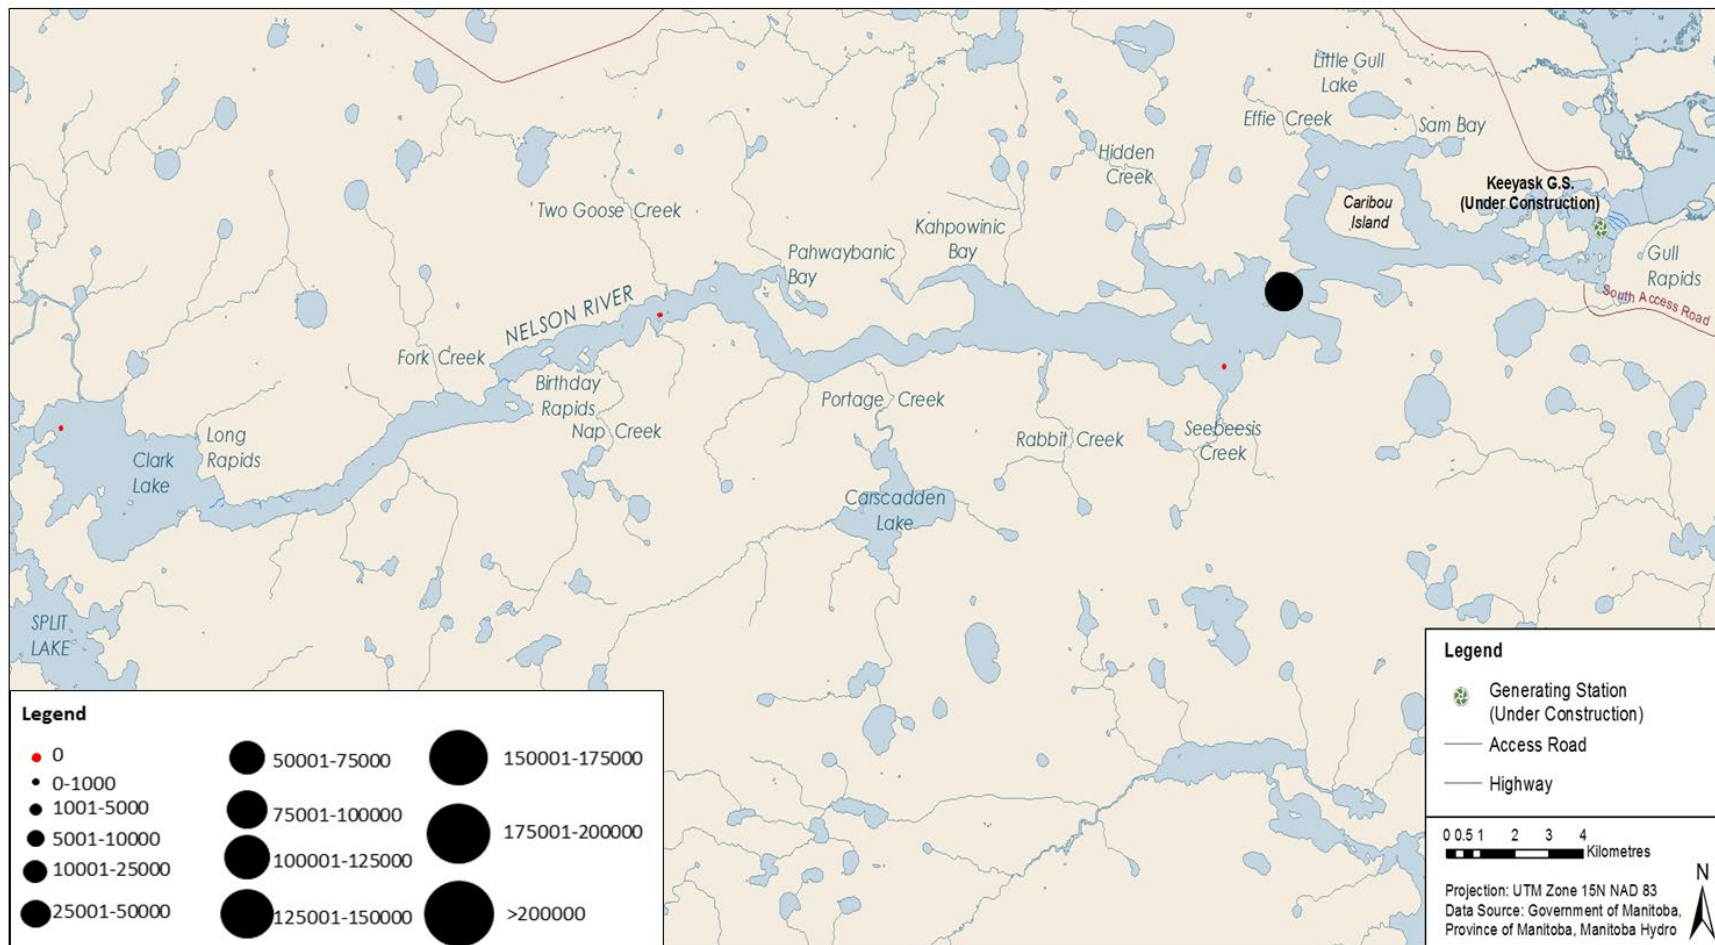 Little Gull
Lake
Effie Creek
Sam Bay
Hidden
Creek
Keeyask G.S.
(Under Construction)
Caribou
Island
Two Goose Creek
Kahpowinic
Bay
Pahwaybanic
Bay
Gull
Rapids
South Access Road
NELSON RIVER
Fork Creek
Birthday
Rapids
Portage Creek
Nap Creek
Rabbit Creek
Seebeesis
Creek
Long
Rapids
Clark
Lake
Carscadden
Lake
SPLIT
LAKE
Legend
0
0-1000
1001-5000
5001-10000
10001-25000
25001-50000
50001-75000
75001-100000
100001-125000
125001-150000
150001-175000
175001-200000
>200000
Legend
Generating Station
(Under Construction)
Access Road
Highway
0 0.5 1 2 3 4
Kilometres
N
Projection: UTM Zone 15N NAD 83
Data Source: Government of Manitoba,
Province of Manitoba, Manitoba Hydro